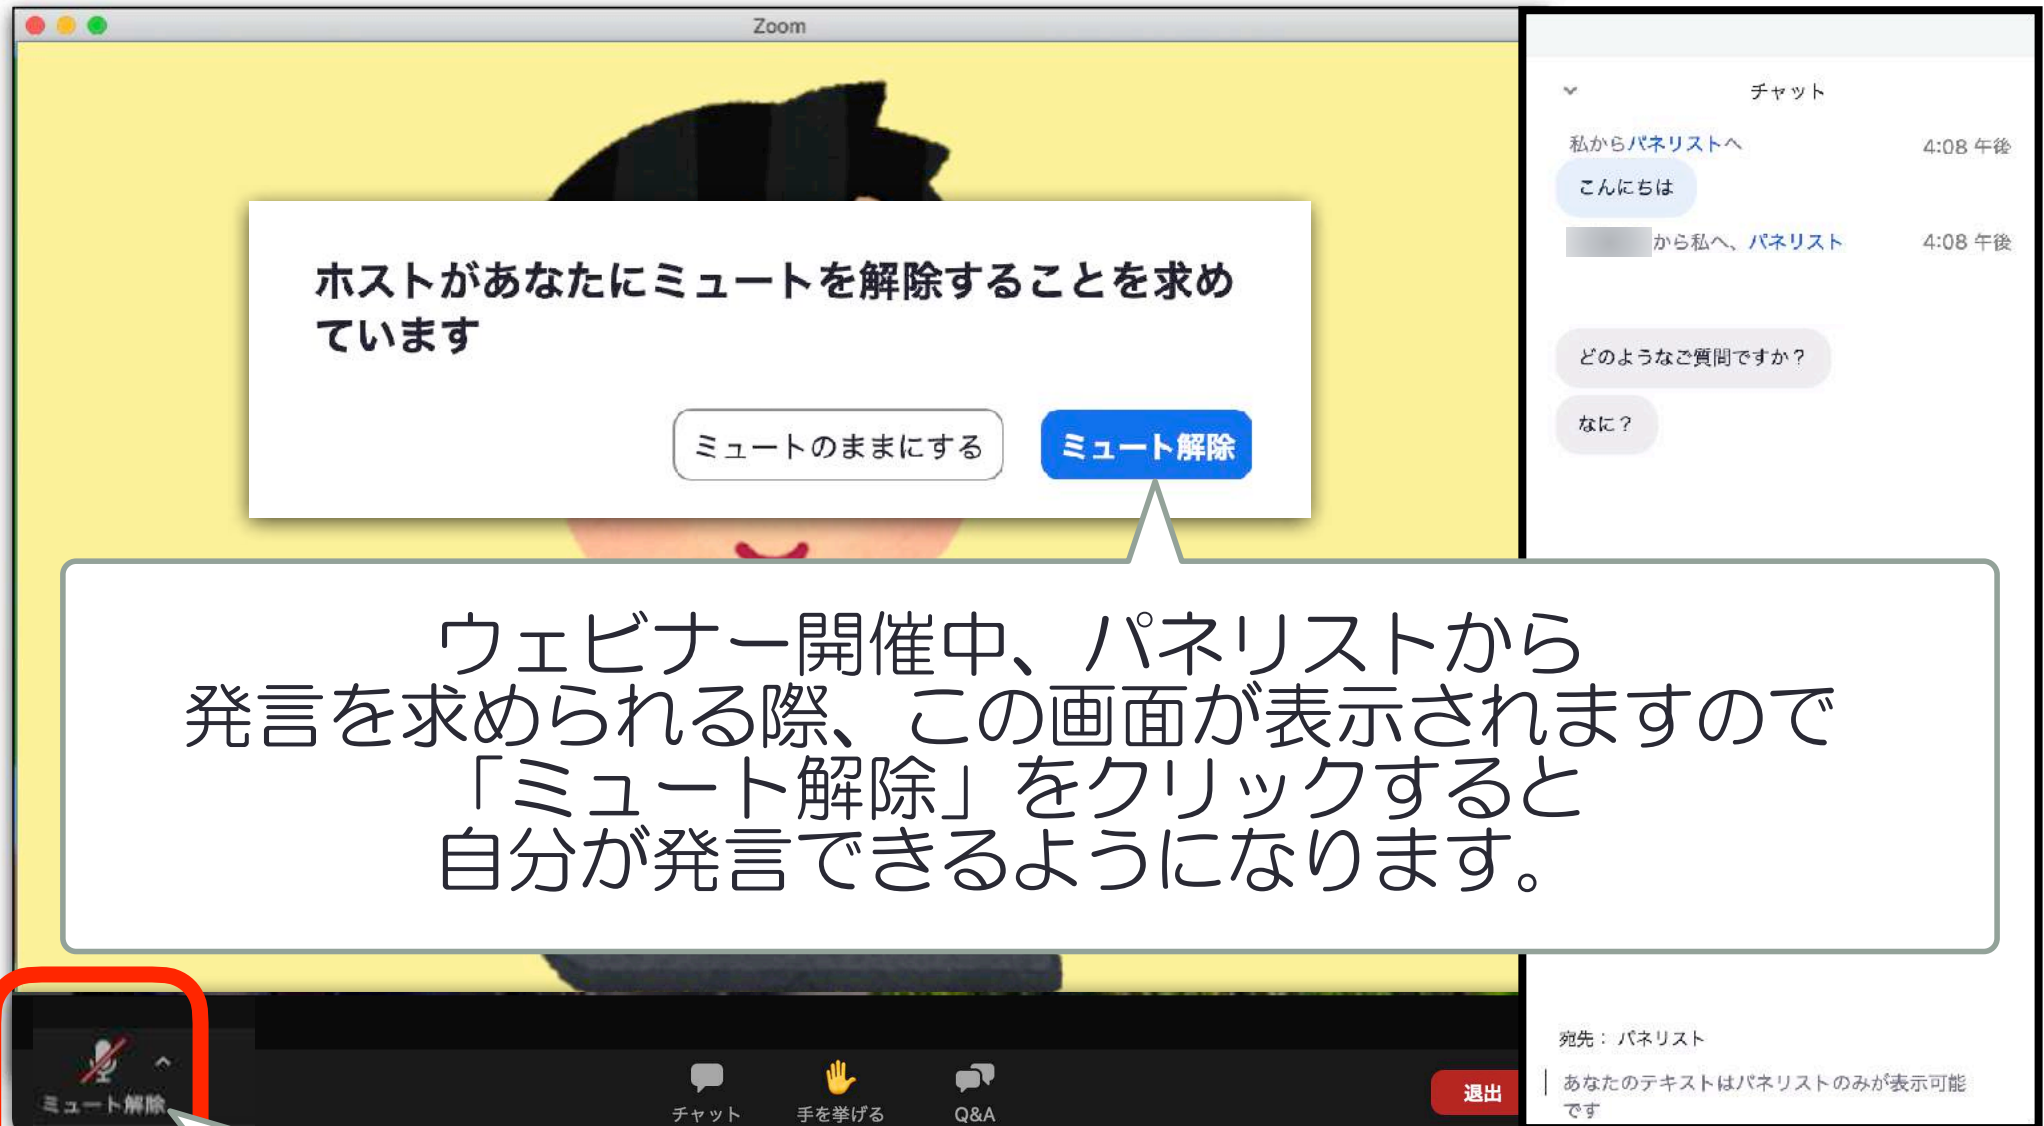 Zoom
ホストがあなたにミュートを解除することを求め
ています
ミュートのままにする
ミュート解除
ウェビナー開催中、パネリストから
発言を求められる際、この画面が表示されますので
「ミュート解除」をクリックすると
自分が発言できるようになります。
ミュート解除
チャット
手を挙げる
Q&A
退出
チャット
私からパネリストへ 4:08 午後
こんにちは
から私へ、パネリスト 4:08 午後
どのようなご質問ですか？
なに？
宛先： パネリスト
あなたのテキストはパネリストのみが表示可能
です